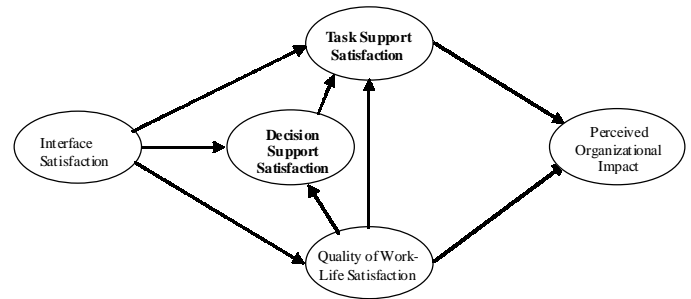 Task Support
Satisfaction
Interface
Satisfaction
Decision
Support
Satisfaction
Perceived
Organizational
Impact
Quality of Work-
Life Satisfaction